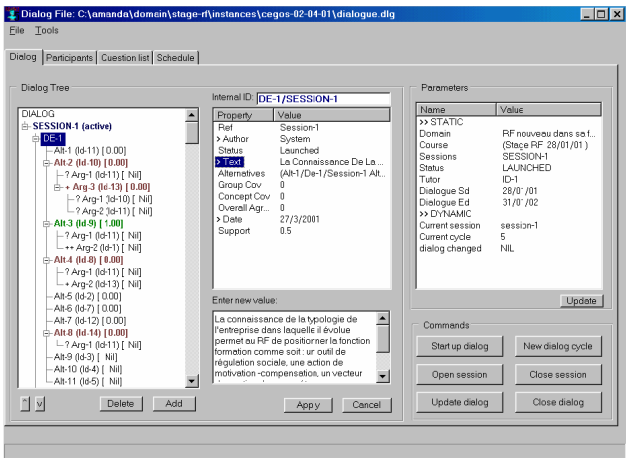 Dialog File: C:\amanda\domain\stage-rf\instances\cegos-02-04-01\dialogue.dlg
File Tools
Dialog Participants Cuestion list Schedule
Dialog Tree
DIALOG
SESSION-1 (active)
DE-1
Alt-1 (Id-11) [ 0.00]
Alt-2 (Id-10) [ 0.00]
? Arg-1 (Id-11) [ Nil]
+ Arg-3 (Id-13) [ 0.00]
? Arg-1 (Id-10) [ Nil]
? Arg-2 (Id-11) [ Nil]
Alt-3 (Id-9) [ 1.00]
? Arg-1 (Id-11) [ Nil]
++ Arg-2 (Id-1) [ Nil]
Alt-4 (Id-8) [ 0.00]
? Arg-1 (Id-11) [ Nil]
+ Arg-2 (Id-13) [ Nil]
Alt-5 (Id-2) [ 0.00]
Alt-6 (Id-7) [ 0.00]
Alt-7 (Id-12) [ 0.00]
Alt-8 (Id-14) [ 0.00]
? Arg-1 (Id-11) [ Nil]
Alt-9 (Id-3) [ Nil]
Alt-10 (Id-4) [ Nil]
Alt-11 (Id-5) [ Nil]
^ v Delete Add
Internal ID: DE-1/SESSION-1
Property Value
Ref Session-1
> Author System
Status Launched
> Text La Connaissance De La ...
Alternatives (Alt-1/De-1/Session-1 Alt...
Group Cov 0
Concept Cov 0
Overall Agr... 0
> Date 27/3/2001
Support 0.5
Enter new value:
La connaissance de la typologie de
l'entreprise dans laquelle il évolue
permet au RF de positionner la fonction
formation comme soit : un outil de
régulation sociale, une action de
motivation -compensation, un vecteur
Apply Cancel
Parameters
Name Value
>> STATIC
Domain RF nouveau dans sa f...
Course (Stage RF 28/01/01 )
Sessions SESSION-1
Status LAUNCHED
Tutor ID-1
Dialogue Sd 28/01/01
Dialogue Ed 31/01/02
>> DYNAMIC
Current session session-1
Current cycle 5
dialog changed NIL
Update
Commands
Start up dialog New dialog cycle
Open session Close session
Update dialog Close dialog